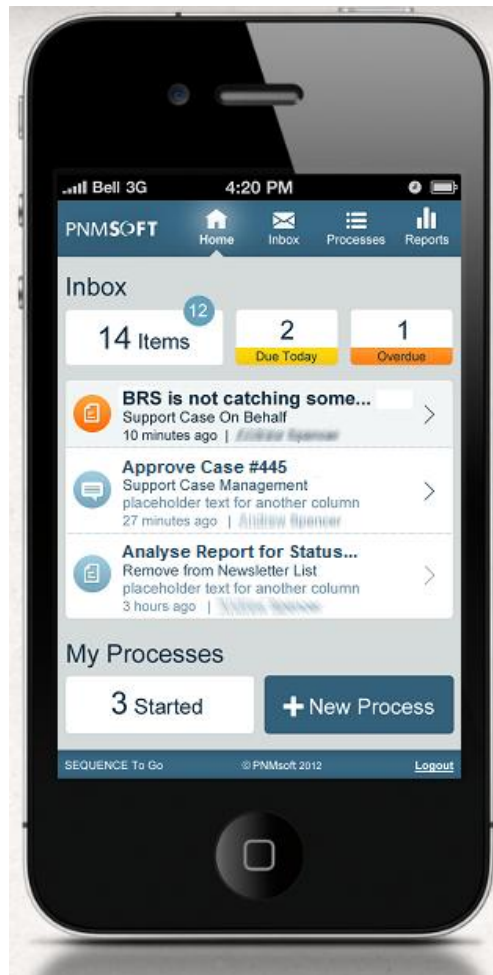 Bell 3G 4:20 PM
PNMSOFT
Home Inbox Processes Reports
Inbox
12
14 Items
2
Due Today
1
Overdue
BRS is not catching some...
Support Case On Behalf
10 minutes ago |
Approve Case #445
Support Case Management
placeholder text for another column
27 minutes ago |
Analyse Report for Status...
Remove from Newsletter List
placeholder text for another column
3 hours ago |
My Processes
3 Started
+ New Process
SEQUENCE To Go © PNMsoft 2012 Logout